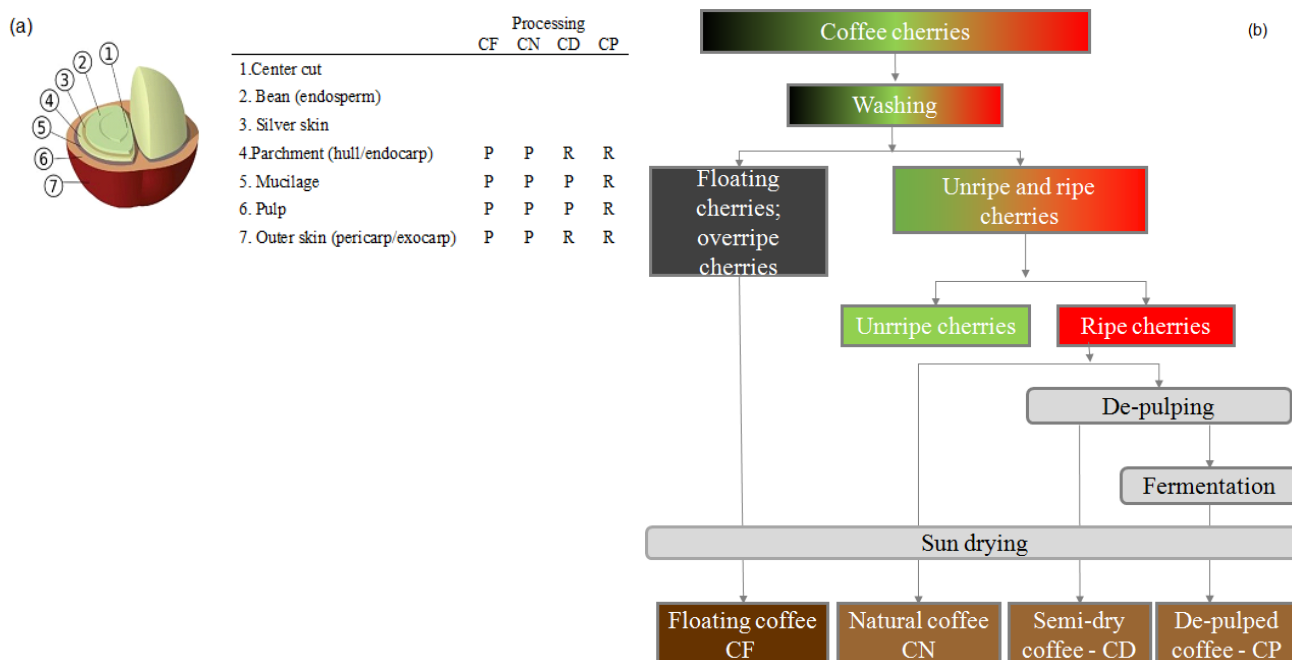 (a)
Processing
CF CN CD CP
1.Center cut
2. Bean (endosperm)
3. Silver skin
4.Parchment (hull/endocarp) P P R R
5. Mucilage P P P R
6. Pulp P P P R
7. Outer skin (pericarp/exocarp) P P R R
1
2
3
4
5
6
7
(b)
Coffee cherries
Washing
Floating
cherries;
overripe
cherries
Unripe and ripe
cherries
Unrripe cherries
Ripe cherries
De-pulping
Fermentation
Sun drying
Floating coffee
CF
Natural coffee
CN
Semi-dry
coffee - CD
De-pulped
coffee - CP